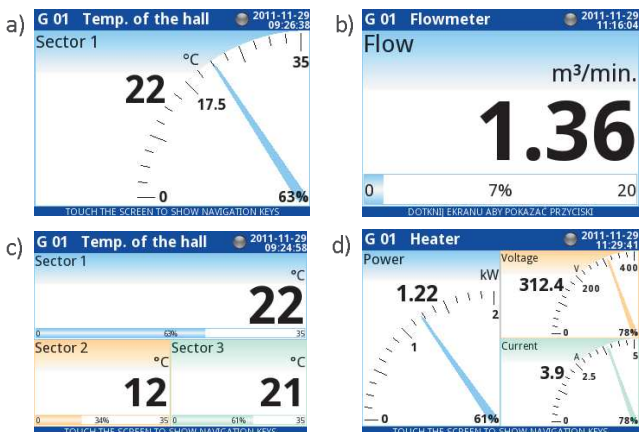 a)
G 01 Temp. of the hall 2011-11-29 09:26:38
Sector 1
°C
35
22
17.5
0
63%
TOUCH THE SCREEN TO SHOW NAVIGATION KEYS
b)
G 01 Flowmeter 2011-11-29 11:16:04
Flow
m³/min.
1.36
0 7% 20
DOTKNIJ EKRANU ABY POKAZAĆ PRZYCISKI
c)
G 01 Temp. of the hall 2011-11-29 09:24:58
Sector 1
°C
22
0 63% 35
Sector 2
°C
12
0 34% 35
Sector 3
°C
21
0 61% 35
TOUCH THE SCREEN TO SHOW NAVIGATION KEYS
d)
G 01 Heater 2011-11-29 11:29:41
Power
kW
1.22
2
1
0
61%
Voltage
V
400
312.4
200
0
78%
Current
A
5
3.9
2.5
0
78%
TOUCH THE SCREEN TO SHOW NAVIGATION KEYS